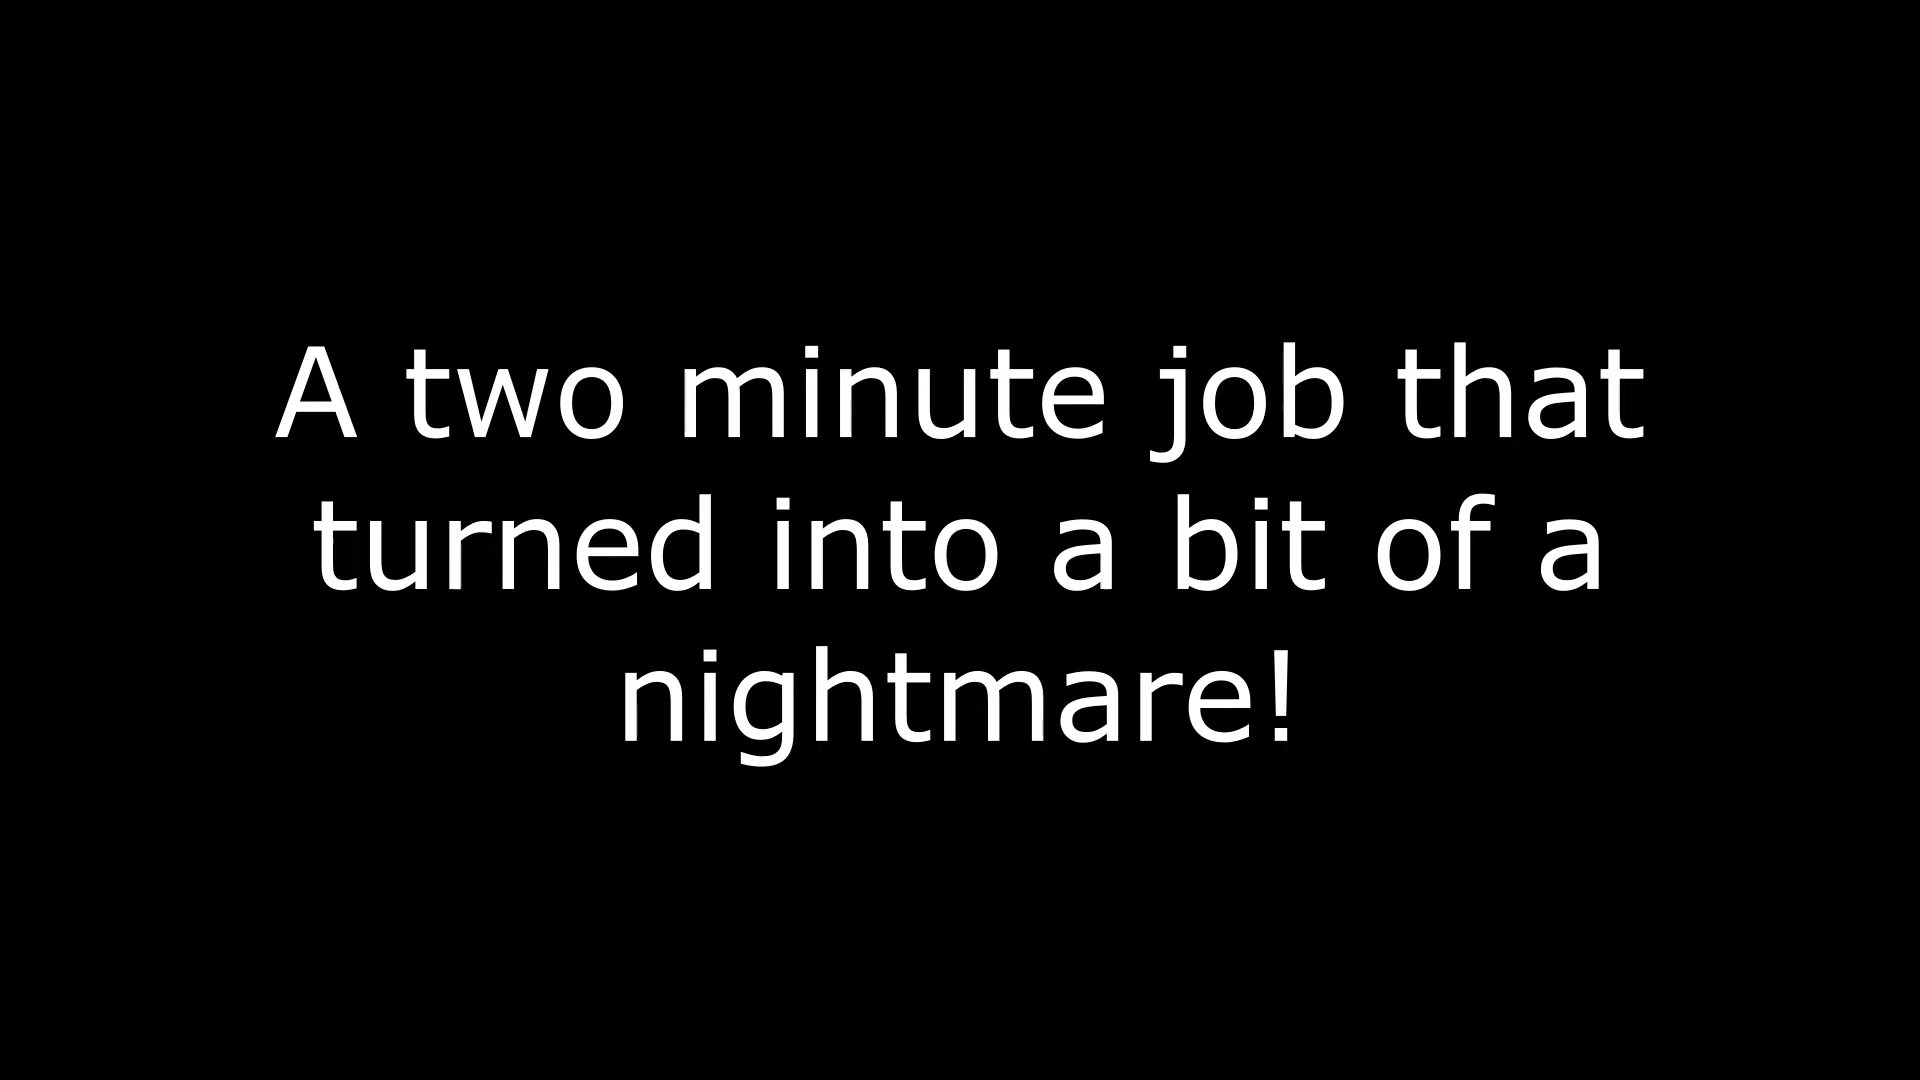 A two minute job that
turned into a bit of a
nightmare!